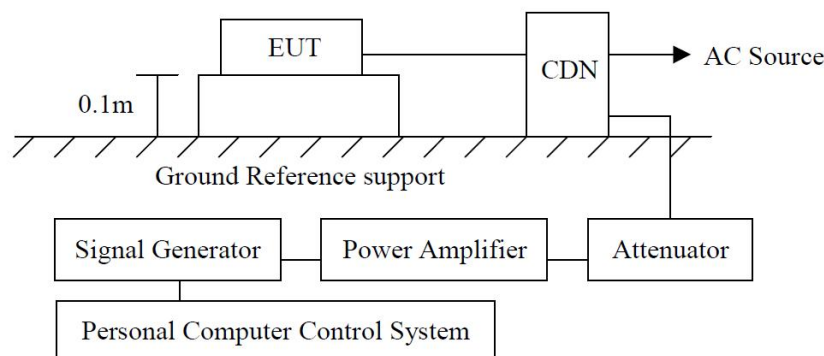 EUT
CDN
AC Source
0.1m
Ground Reference support
Signal Generator
Power Amplifier
Attenuator
Personal Computer Control System